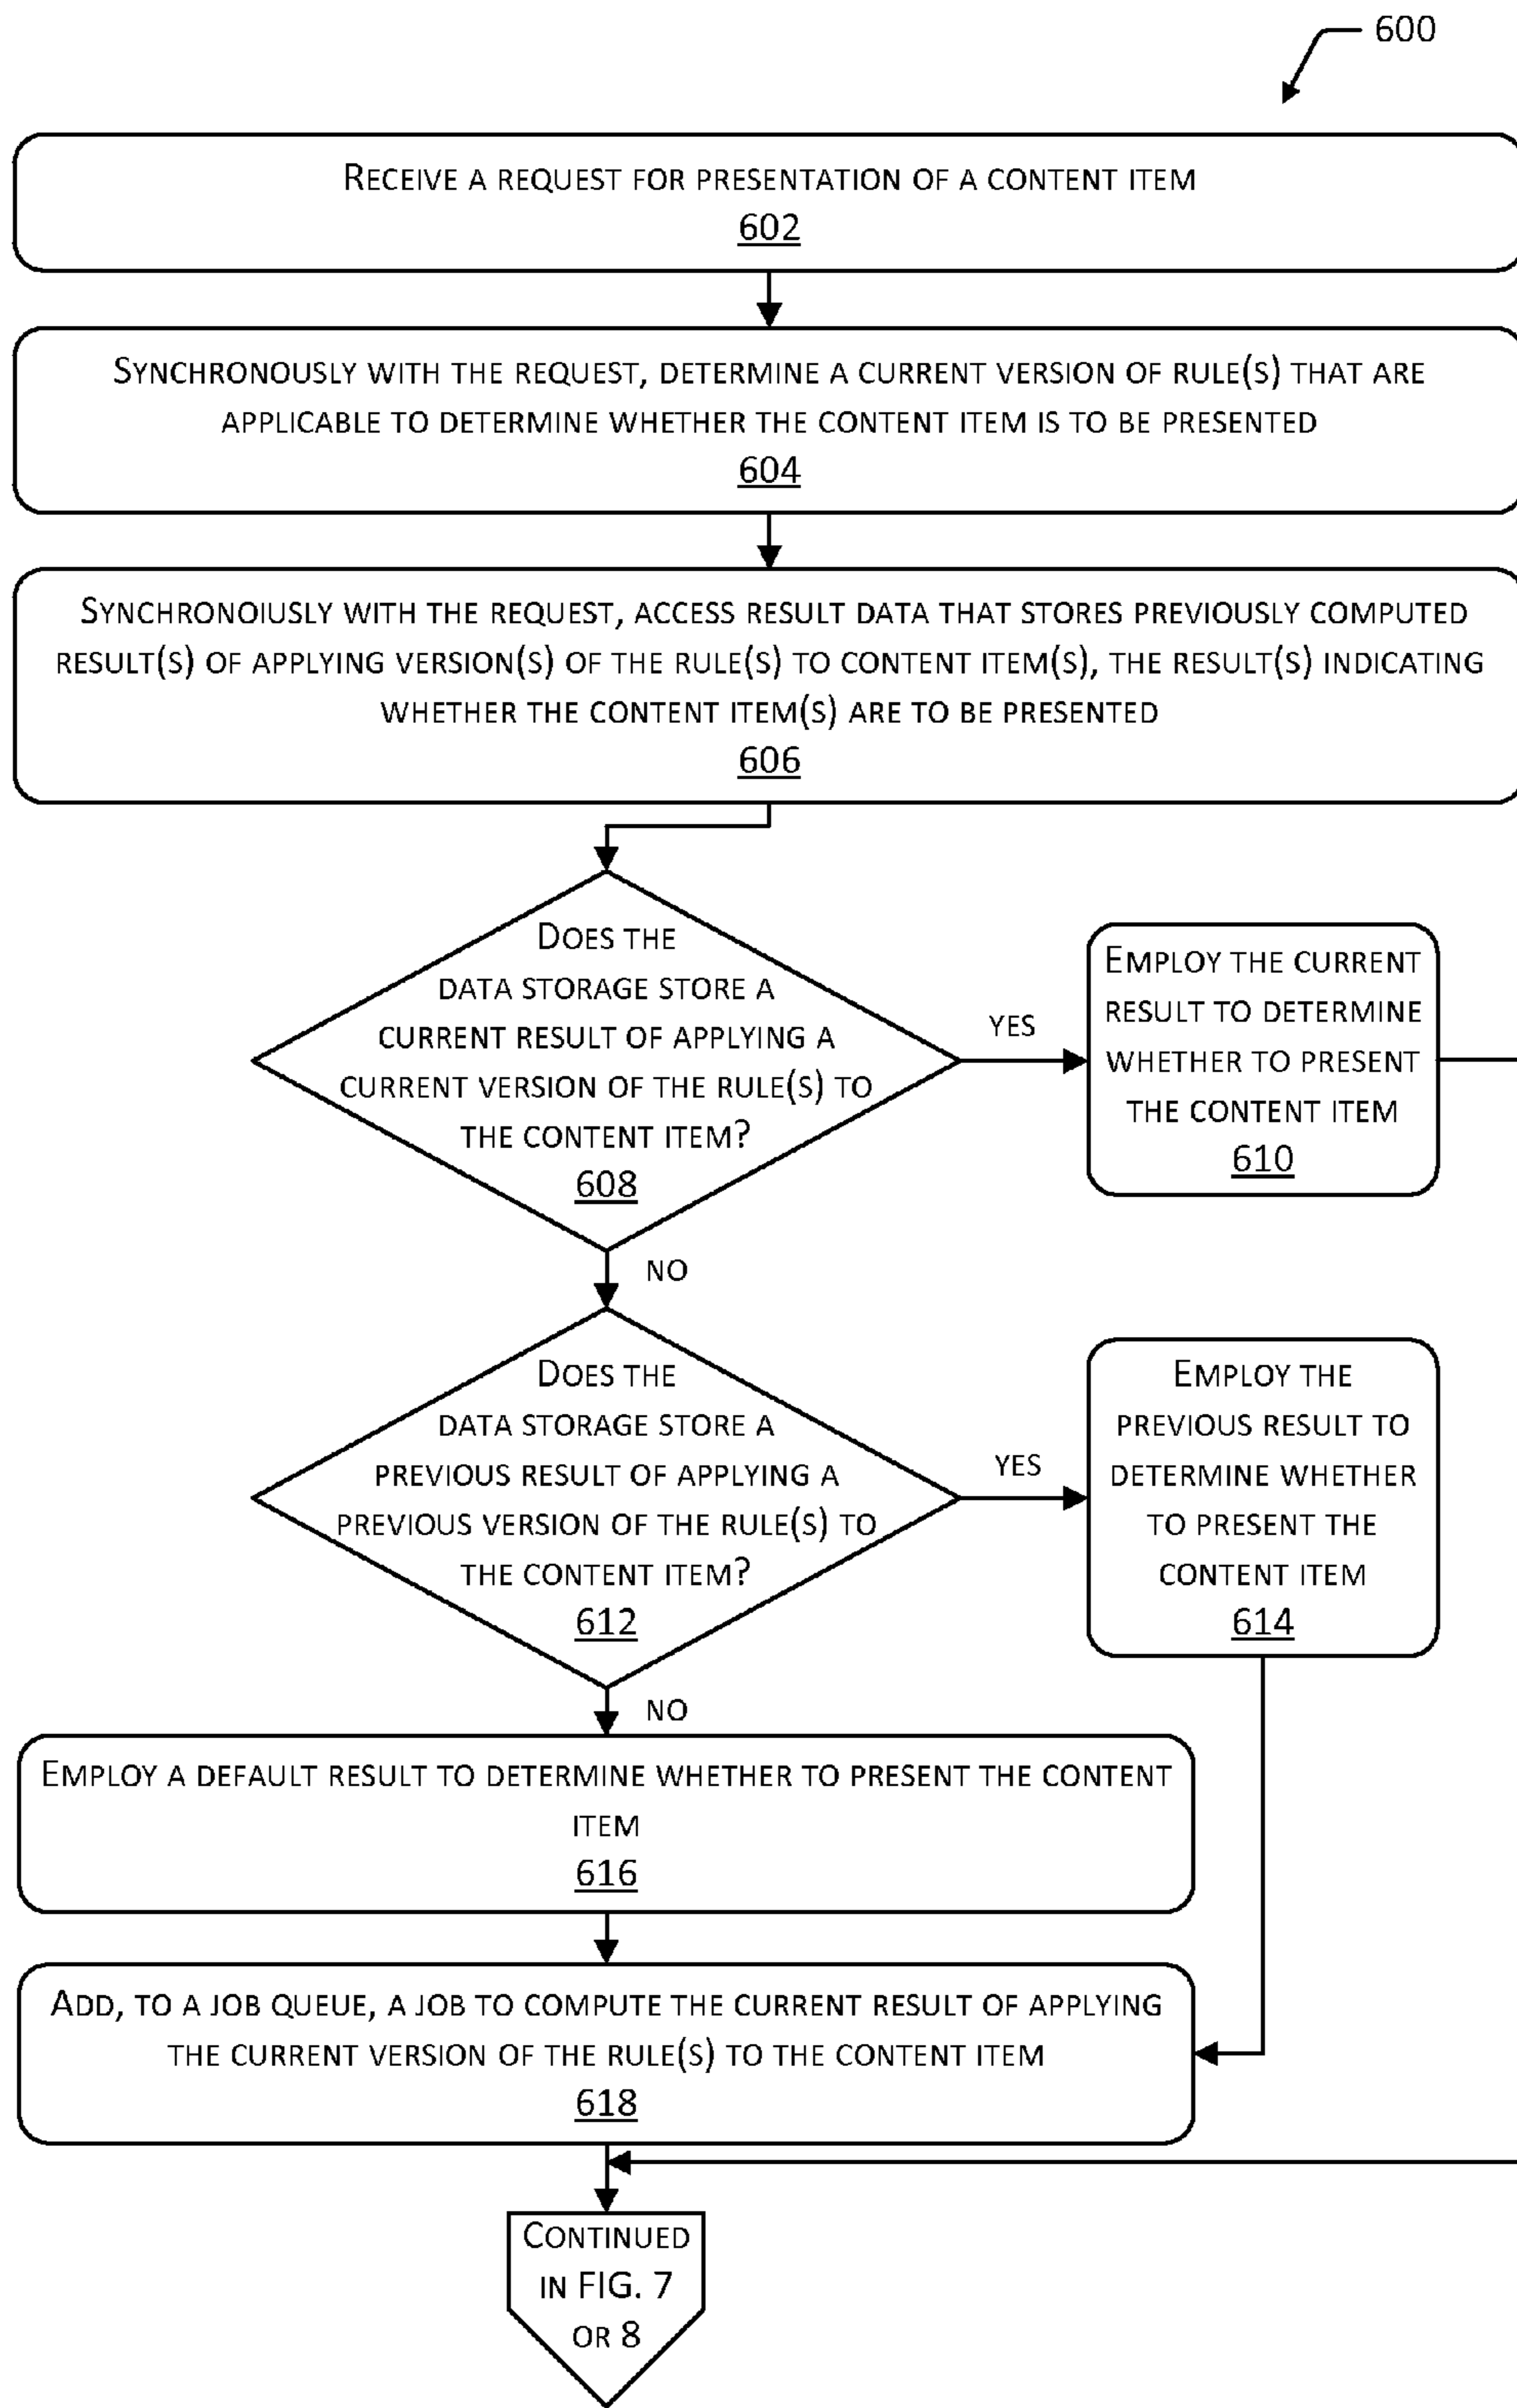 600
RECEIVE A REQUEST FOR PRESENTATION OF A CONTENT ITEM
602
SYNCHRONOUSLY WITH THE REQUEST, DETERMINE A CURRENT VERSION OF RULE(S) THAT ARE
APPLICABLE TO DETERMINE WHETHER THE CONTENT ITEM IS TO BE PRESENTED
604
SYNCHRONOIUSLY WITH THE REQUEST, ACCESS RESULT DATA THAT STORES PREVIOUSLY COMPUTED
RESULT(S) OF APPLYING VERSION(S) OF THE RULE(S) TO CONTENT ITEM(S), THE RESULT(S) INDICATING
WHETHER THE CONTENT ITEM(S) ARE TO BE PRESENTED
606
DOES THE
DATA STORAGE STORE A
CURRENT RESULT OF APPLYING A
CURRENT VERSION OF THE RULE(S) TO
THE CONTENT ITEM?
608
YES
EMPLOY THE CURRENT
RESULT TO DETERMINE
WHETHER TO PRESENT
THE CONTENT ITEM
610
NO
DOES THE
DATA STORAGE STORE A
PREVIOUS RESULT OF APPLYING A
PREVIOUS VERSION OF THE RULE(S) TO
THE CONTENT ITEM?
612
YES
EMPLOY THE
PREVIOUS RESULT TO
DETERMINE WHETHER
TO PRESENT THE
CONTENT ITEM
614
NO
EMPLOY A DEFAULT RESULT TO DETERMINE WHETHER TO PRESENT THE CONTENT
ITEM
616
ADD, TO A JOB QUEUE, A JOB TO COMPUTE THE CURRENT RESULT OF APPLYING
THE CURRENT VERSION OF THE RULE(S) TO THE CONTENT ITEM
618
CONTINUED
IN FIG. 7
OR 8